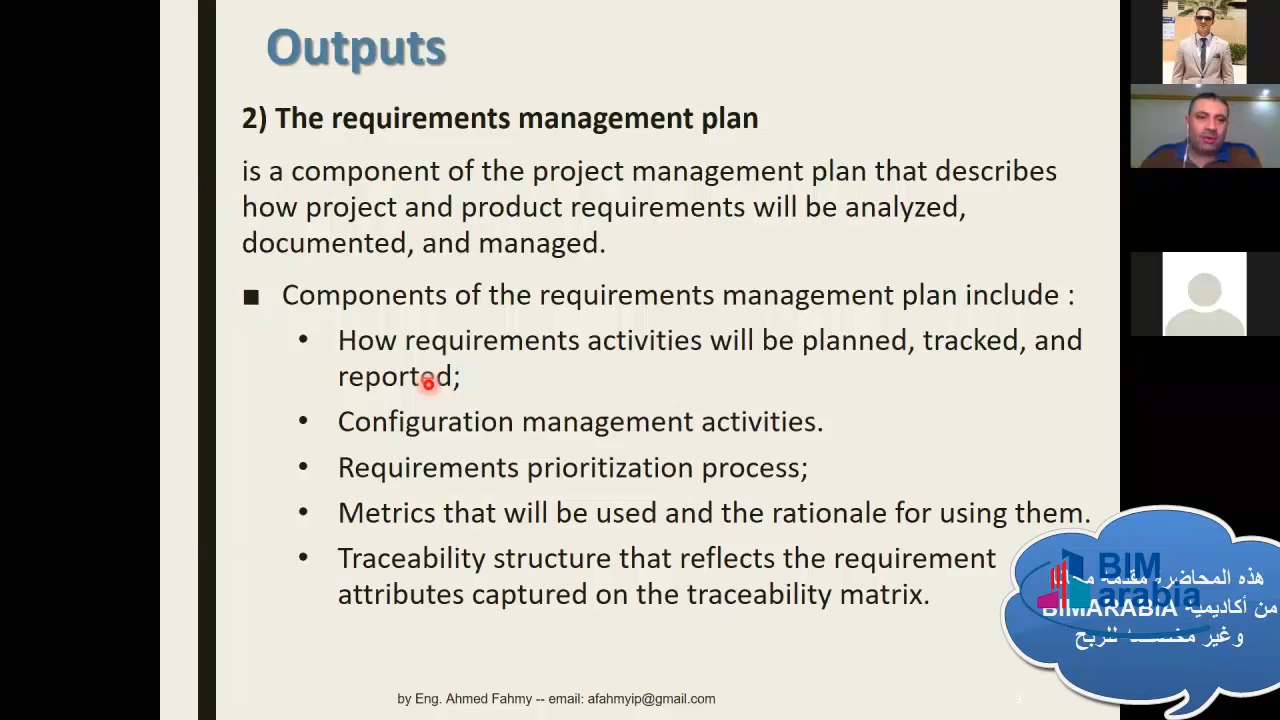 Outputs
2) The requirements management plan
is a component of the project management plan that describes
how project and product requirements will be analyzed,
documented, and managed.
■ Components of the requirements management plan include :
• How requirements activities will be planned, tracked, and
reported;
• Configuration management activities.
• Requirements prioritization process;
• Metrics that will be used and the rationale for using them.
• Traceability structure that reflects the requirement
attributes captured on the traceability matrix.
by Eng. Ahmed Fahmy -- email: afahmyip@gmail.com
BIM
arabia
هذه المحاضرة مقدمة
من أكاديمية BIMARABIA
وغير للربح